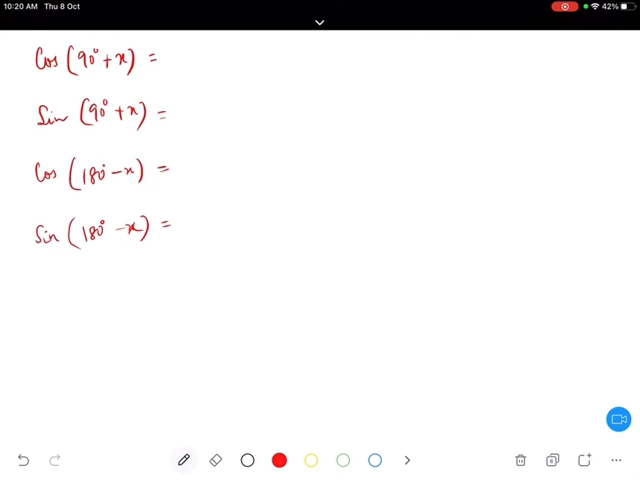 10:20 AM Thu 8 Oct 42%
Cos (90° + x) =
Sin (90° + x) =
Cos (180° - x) =
Sin (180° - x) =